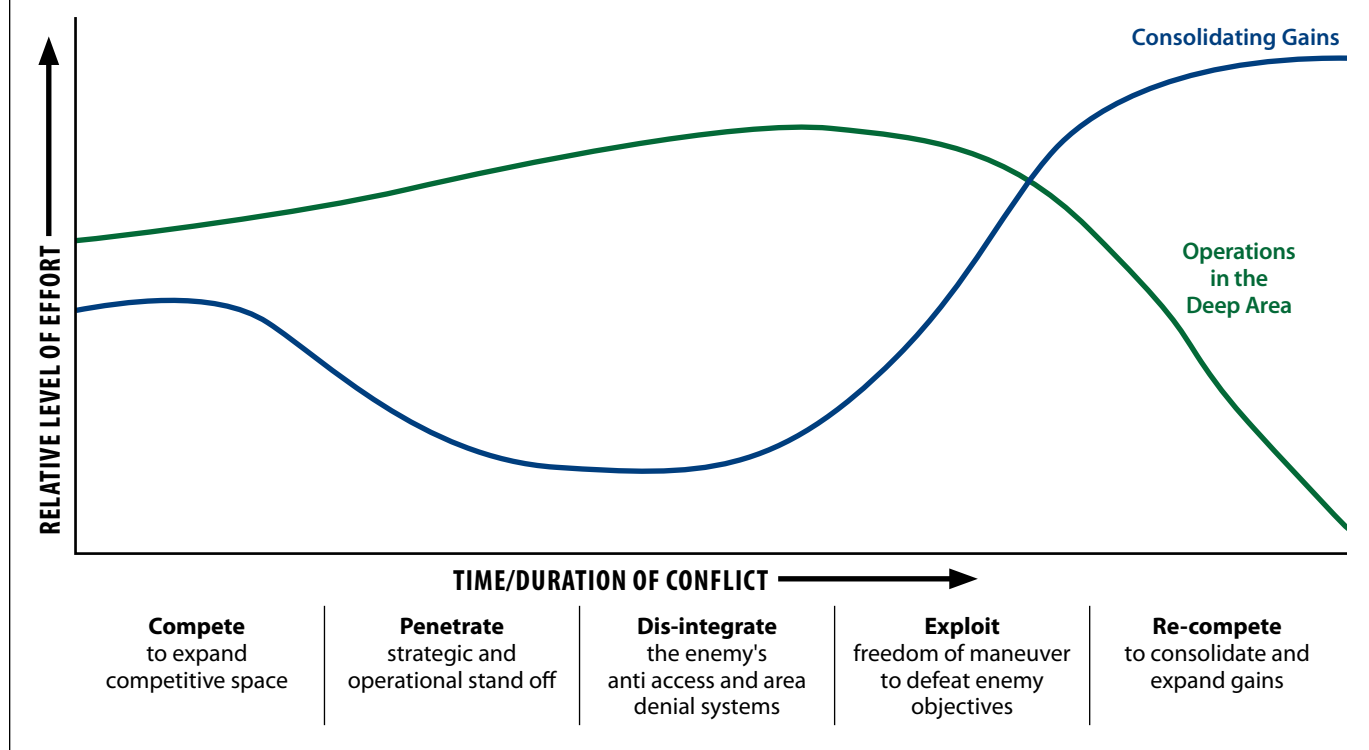 Consolidating Gains
Operations
in the
Deep Area
RELATIVE LEVEL OF EFFORT
TIME/DURATION OF CONFLICT
Compete
to expand
competitive space
Penetrate
strategic and
operational stand off
Dis-integrate
the enemy's
anti access and area
denial systems
Exploit
freedom of maneuver
to defeat enemy
objectives
Re-compete
to consolidate and
expand gains